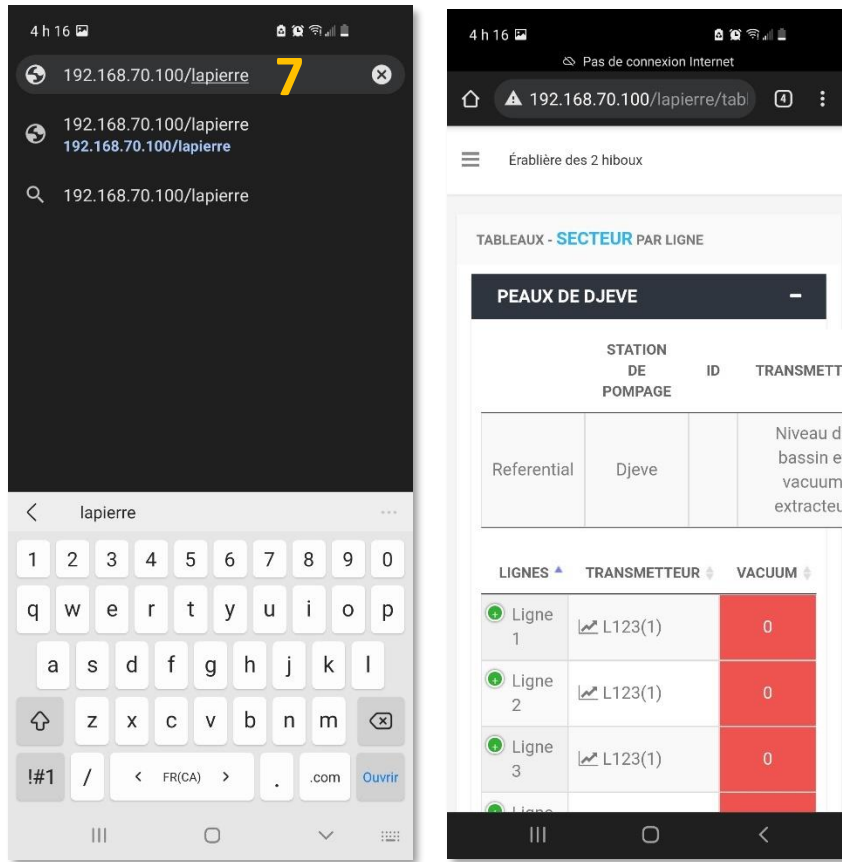 4 h 16
192.168.70.100/lapierre
7
192.168.70.100/lapierre
192.168.70.100/lapierre
192.168.70.100/lapierre
lapierre
1 2 3 4 5 6 7 8 9 0
q w e r t y u i o p
a s d f g h j k l
z x c v b n m
!#1 / < FR(CA) > . .com Ouvrir
4 h 16
Pas de connexion Internet
192.168.70.100/lapierre/tabl 4
Érablière des 2 hiboux
TABLEAUX - SECTEUR PAR LIGNE
PEAUX DE DJEVE
STATION
DE
POMPAGE
ID
TRANSMETT
Referential
Djeve
Niveau d
bassin e
vacuum
extracteu
LIGNES TRANSMETTEUR VACUUM
Ligne
1
L123(1)
0
Ligne
2
L123(1)
0
Ligne
3
L123(1)
0
Ligne